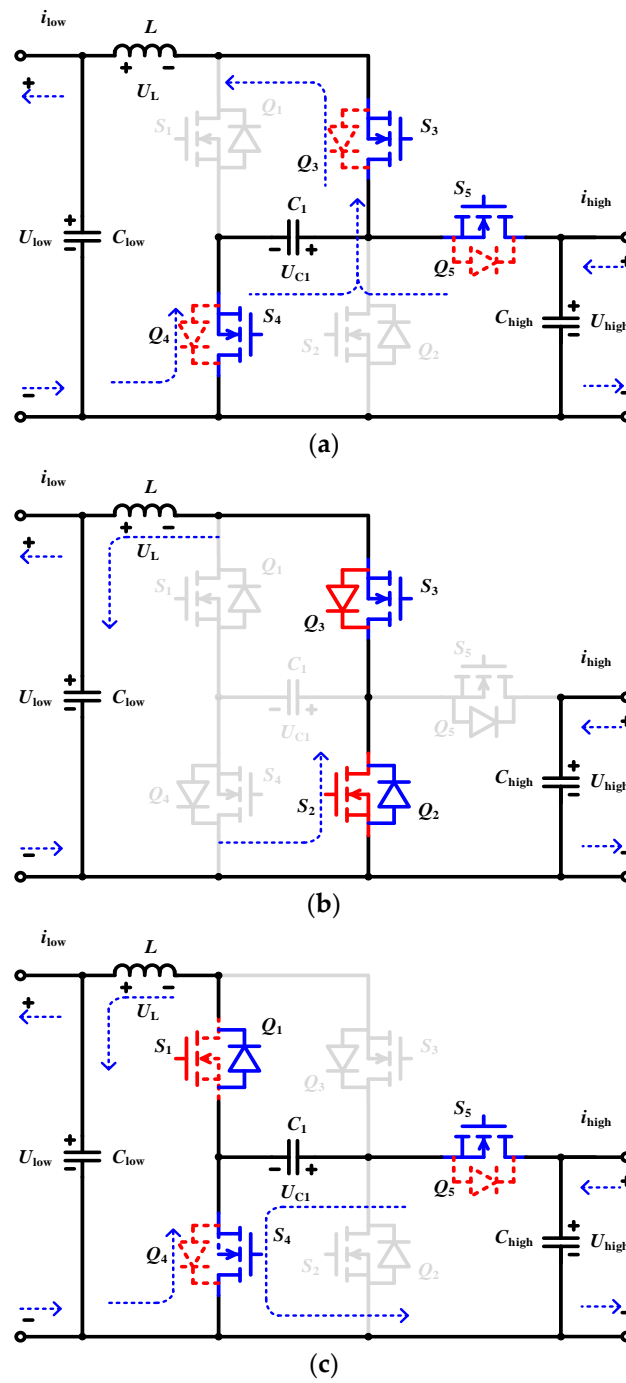 i_low L
+ + −
U_L
S_1 Q_1 S_3
Q_3
C_1 S_5 i_high
+ − + +
U_low C_low U_C1 Q_5
−
S_4 C_high + U_high
Q_4 S_2 Q_2 −
− −
(a)
i_low L
+ + −
U_L
S_1 Q_1 S_3
Q_3
C_1 S_5 i_high
+ − + +
U_low C_low U_C1 Q_5
−
S_4 C_high + U_high
Q_4 S_2 Q_2 −
− −
(b)
i_low L
+ + −
U_L
S_1 Q_1 S_3
Q_3
C_1 S_5 i_high
+ − + +
U_low C_low U_C1 Q_5
−
S_4 C_high + U_high
Q_4 S_2 Q_2 −
− −
(c)